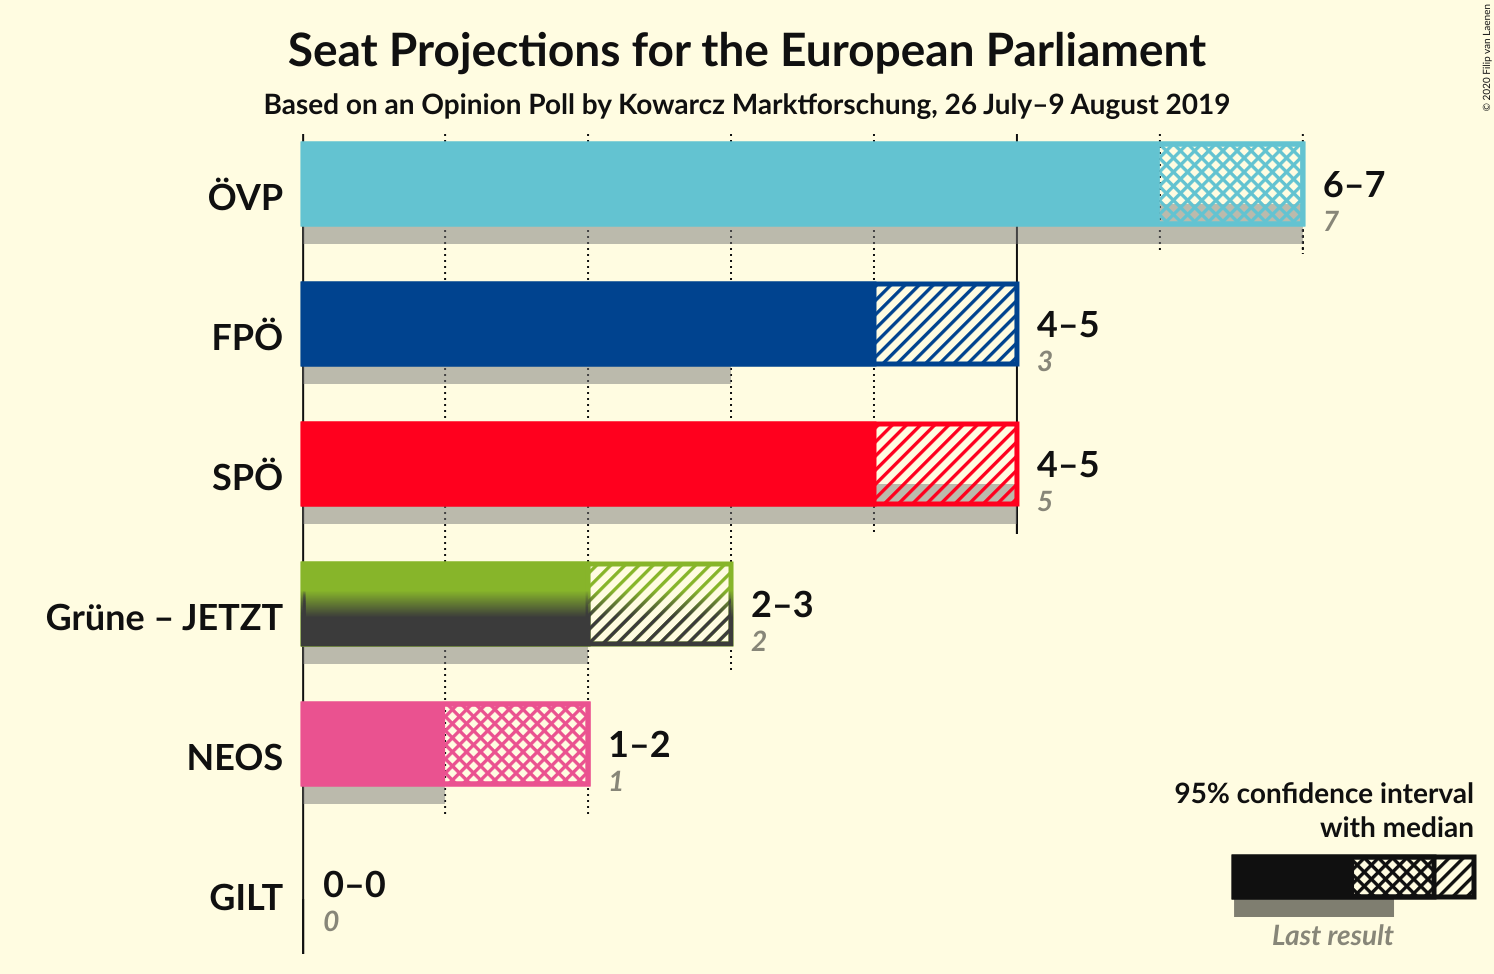 Seat Projections for the European Parliament
Based on an Opinion Poll by Kowarcz Marktforschung, 26 July–9 August 2019
© 2020 Filip van Laenen
ÖVP
6–7
7
FPÖ
4–5
3
SPÖ
4–5
5
Grüne – JETZT
2–3
2
NEOS
1–2
1
GILT
0–0
0
95% confidence interval
with median
Last result